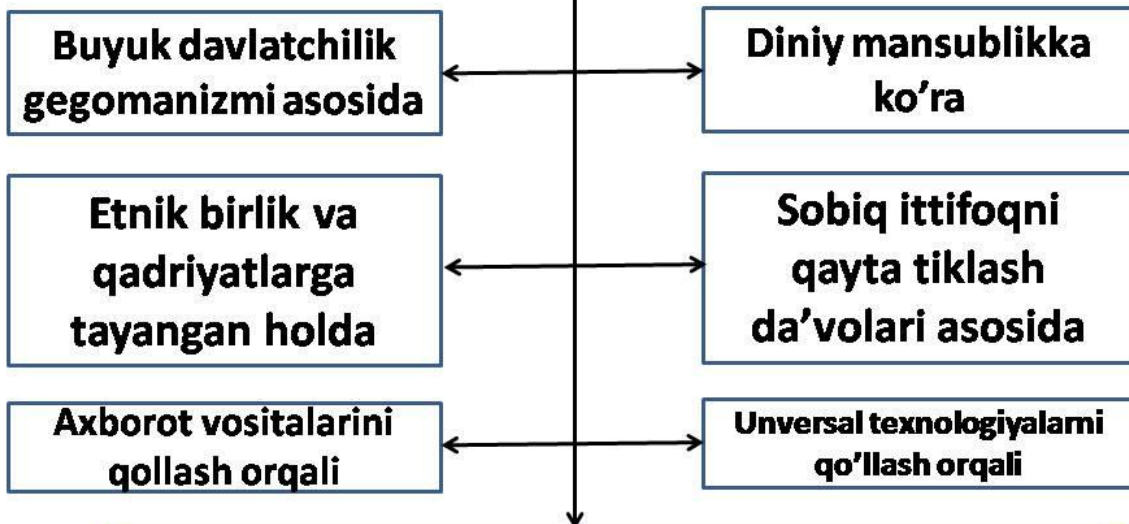 Buyuk davlatchilik
gegomanizmi asosida
Diniy mansublikka
ko’ra
Etnik birlik va
qadriyatlarga
tayangan holda
Sobiq ittifoqni
qayta tiklash
da’volari asosida
Axborot vositalarini
qollash orqali
Unversal texnologiyalarni
qo’llash orqali